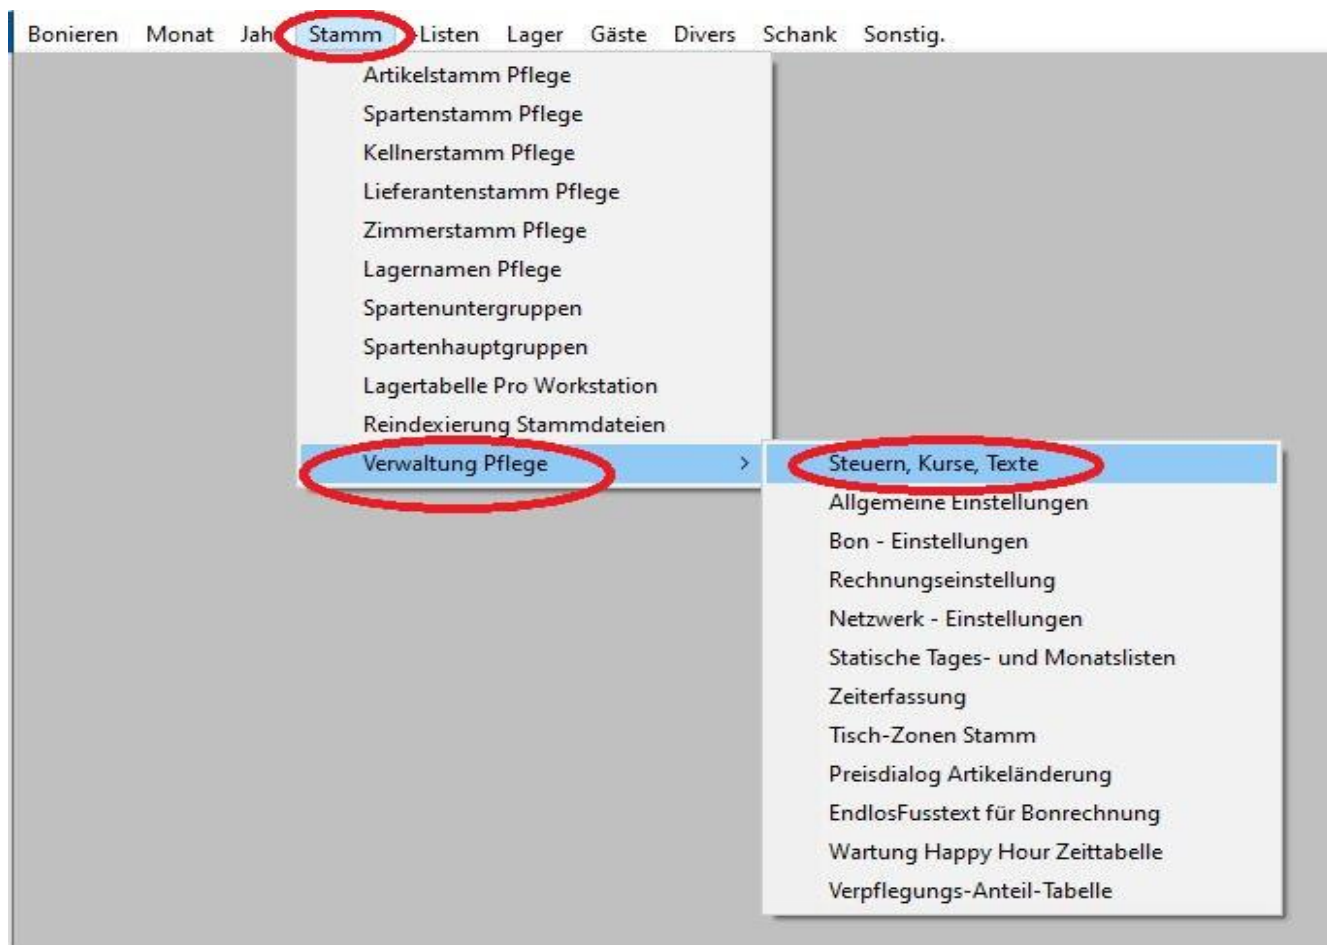 Bonieren Monat Jah Stamm Listen Lager Gäste Divers Schank Sonstig.
Artikelstamm Pflege
Spartenstamm Pflege
Kellnerstamm Pflege
Lieferantenstamm Pflege
Zimmerstamm Pflege
Lagernamen Pflege
Spartenuntergruppen
Spartenhauptgruppen
Lagertabelle Pro Workstation
Reindexierung Stammdateien
Verwaltung Pflege >
Steuern, Kurse, Texte
Allgemeine Einstellungen
Bon - Einstellungen
Rechnungseinstellung
Netzwerk - Einstellungen
Statische Tages- und Monatslisten
Zeiterfassung
Tisch-Zonen Stamm
Preisdialog Artikeländerung
EndlosFusstext für Bonrechnung
Wartung Happy Hour Zeittabelle
Verpflegungs-Anteil-Tabelle